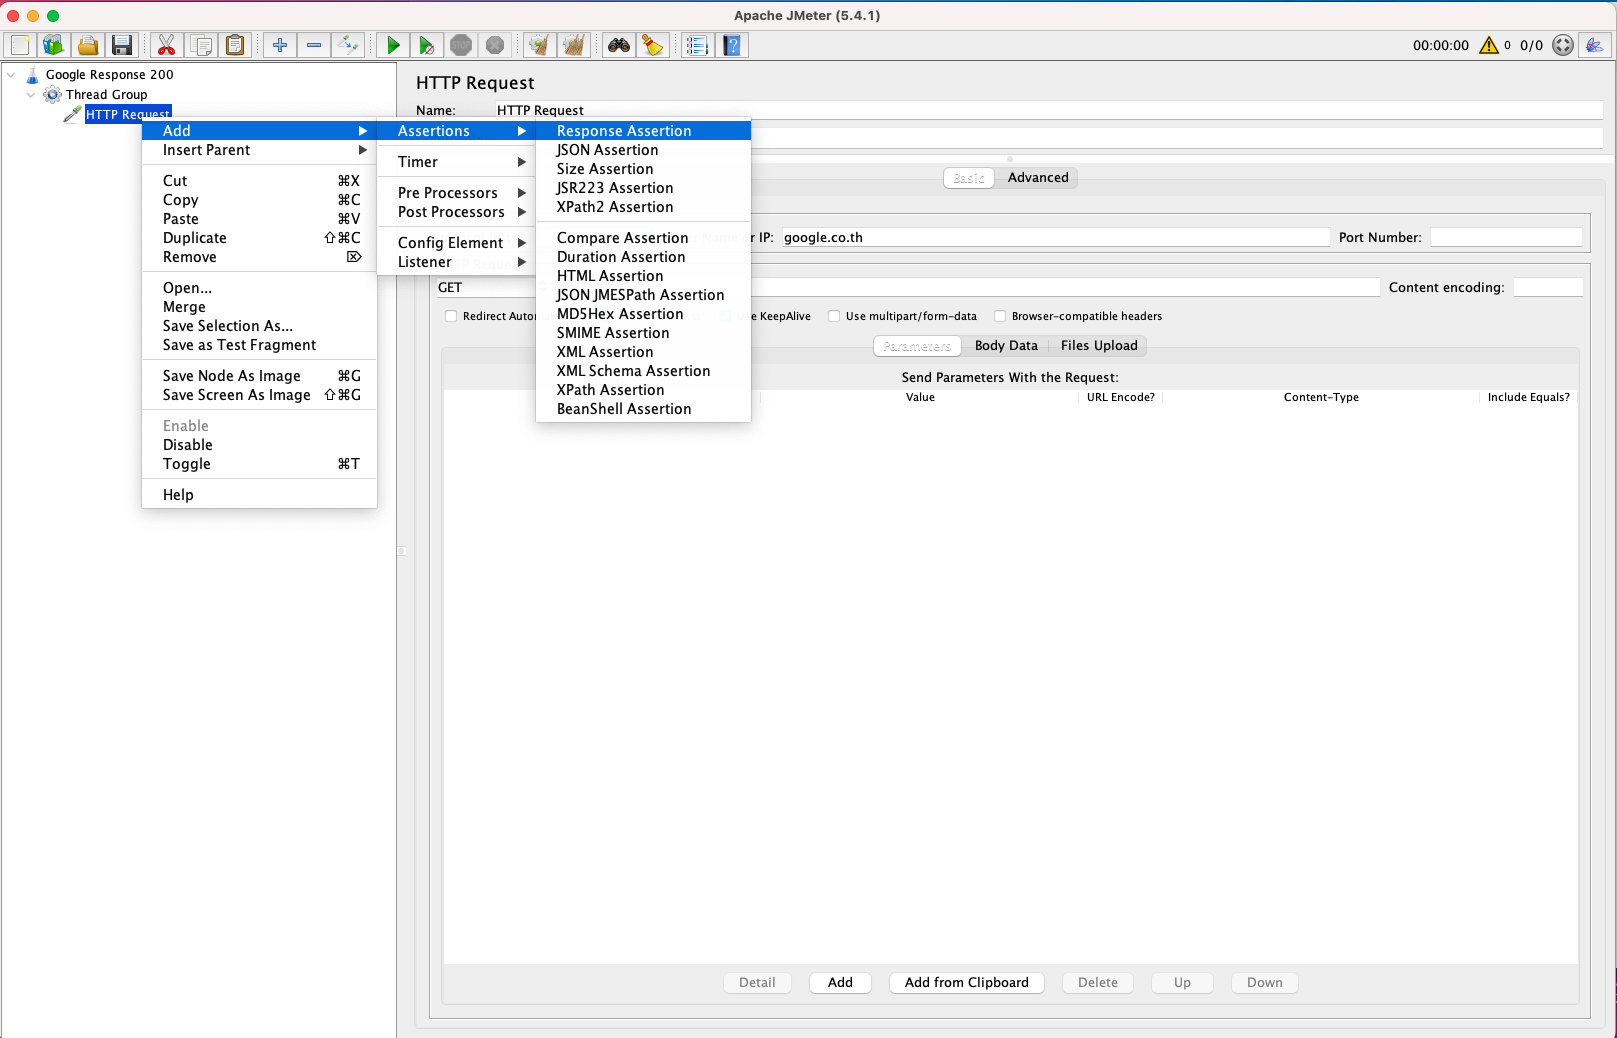 Apache JMeter (5.4.1)
STOP
00:00:00 0 0/0
Google Response 200
Thread Group
HTTP Request
HTTP Request
Name: HTTP Request
Add
Insert Parent
Cut ⌘X
Copy ⌘C
Paste ⌘V
Duplicate ⇧⌘C
Remove ⌦
Open...
Merge
Save Selection As...
Save as Test Fragment
Save Node As Image ⌘G
Save Screen As Image ⇧⌘G
Enable
Disable
Toggle ⌘T
Help
Assertions
Timer
Pre Processors
Post Processors
Config Element
Listener
Response Assertion
JSON Assertion
Size Assertion
JSR223 Assertion
XPath2 Assertion
Compare Assertion
Duration Assertion
HTML Assertion
JSON JMESPath Assertion
MD5Hex Assertion
SMIME Assertion
XML Assertion
XML Schema Assertion
XPath Assertion
BeanShell Assertion
Basic Advanced
r IP: google.co.th Port Number:
GET Content encoding:
Redirect KeepAlive Use multipart/form-data Browser-compatible headers
Parameters Body Data Files Upload
Send Parameters With the Request:
Value URL Encode? Content-Type Include Equals?
Detail Add Add from Clipboard Delete Up Down